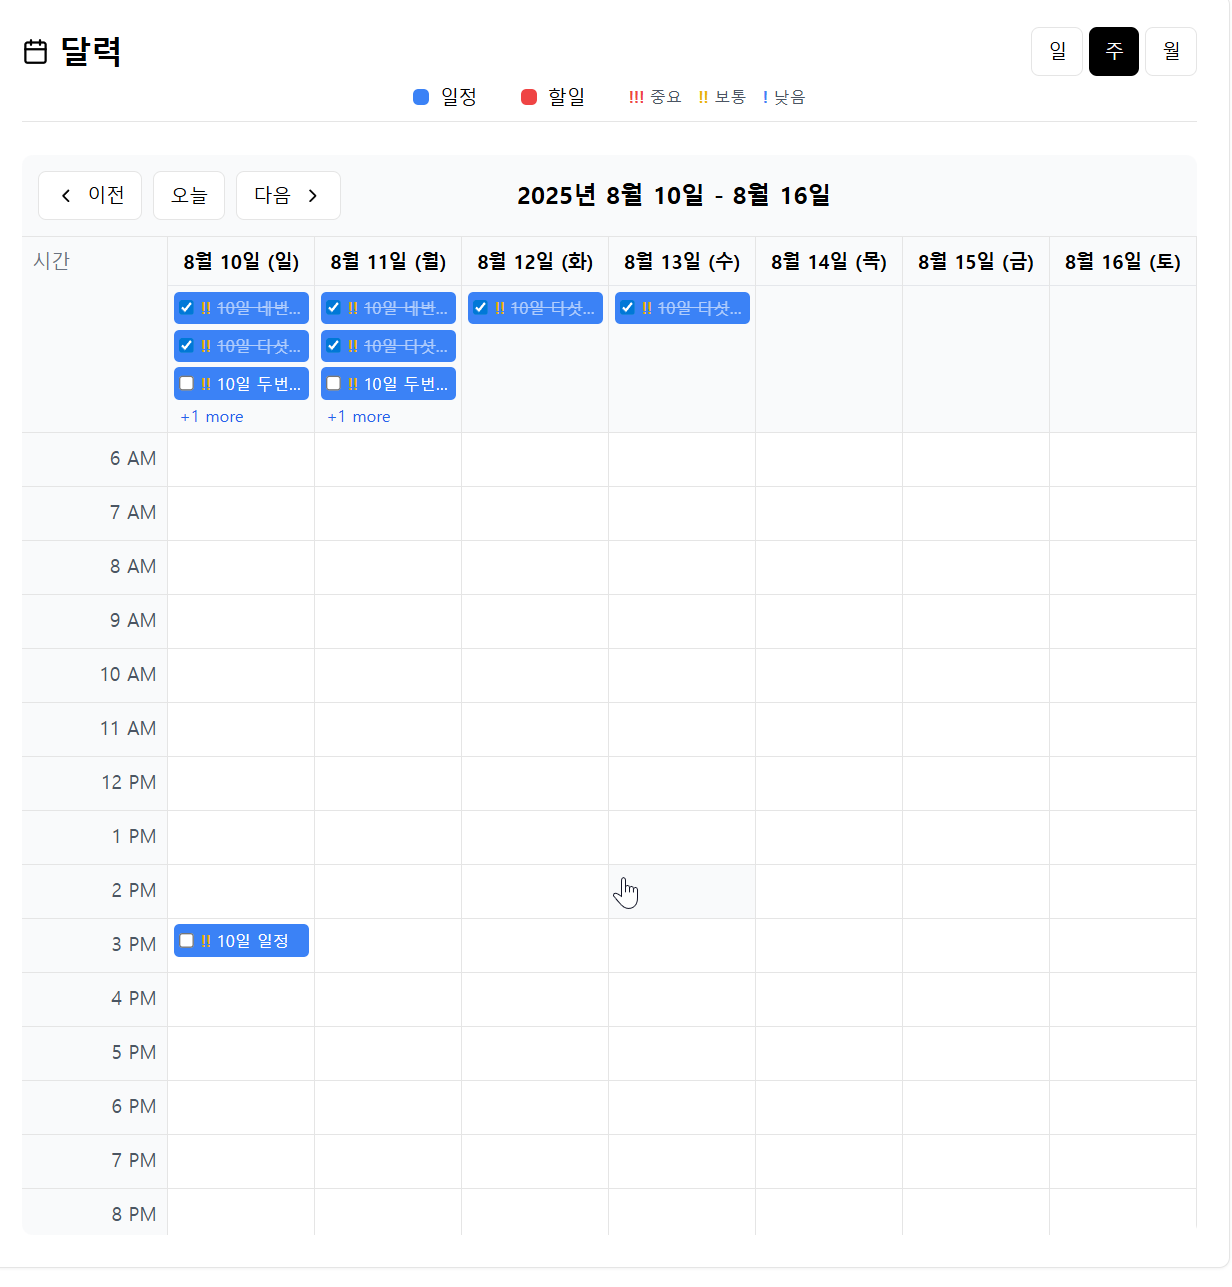 달력
일 주 월
일정 할일 !!! 중요 !! 보통 ! 낮음
이전 오늘 다음 2025년 8월 10일 - 8월 16일
시간 8월 10일 (일) 8월 11일 (월) 8월 12일 (화) 8월 13일 (수) 8월 14일 (목) 8월 15일 (금) 8월 16일 (토)
!! 10일 네번... !! 10일 네번... !! 10일 다섯... !! 10일 다섯...
!! 10일 다섯... !! 10일 다섯...
!! 10일 두번... !! 10일 두번...
+1 more +1 more
6 AM
7 AM
8 AM
9 AM
10 AM
11 AM
12 PM
1 PM
2 PM
3 PM !! 10일 일정
4 PM
5 PM
6 PM
7 PM
8 PM